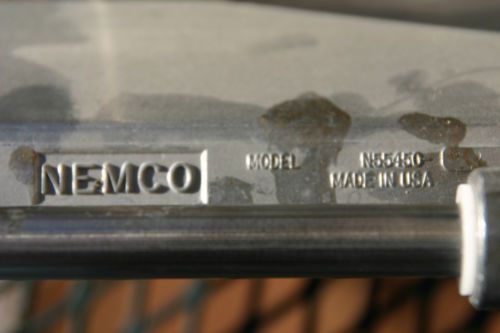 NEMCO
MODEL N55450-
MADE IN USA